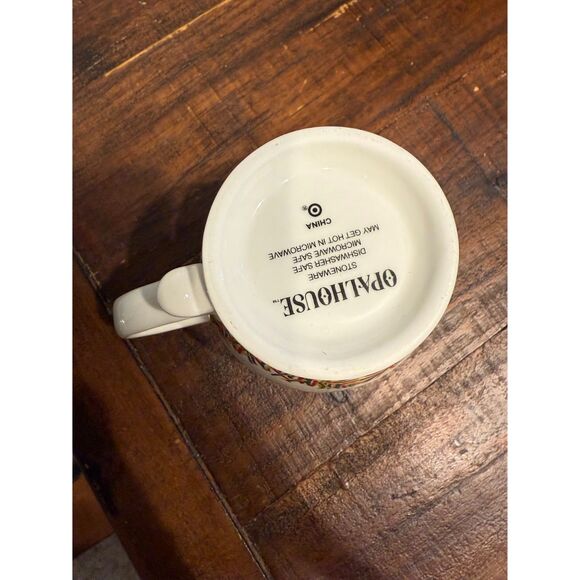 OPALHOUSE™
STONEWARE
DISHWASHER SAFE
MICROWAVE SAFE
MAY GET HOT IN MICROWAVE
CHINA
®